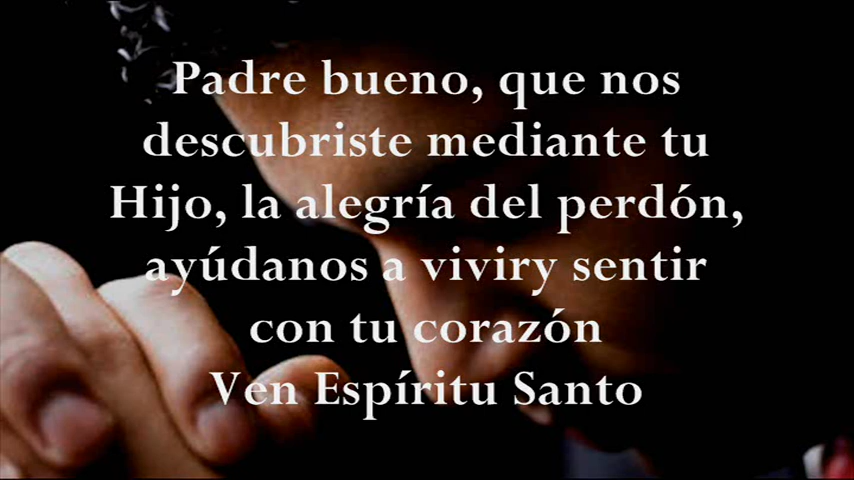 Padre bueno, que nos
descubriste mediante tu
Hijo, la alegría del perdón,
ayúdanos a viviry sentir
con tu corazón
Ven Espíritu Santo